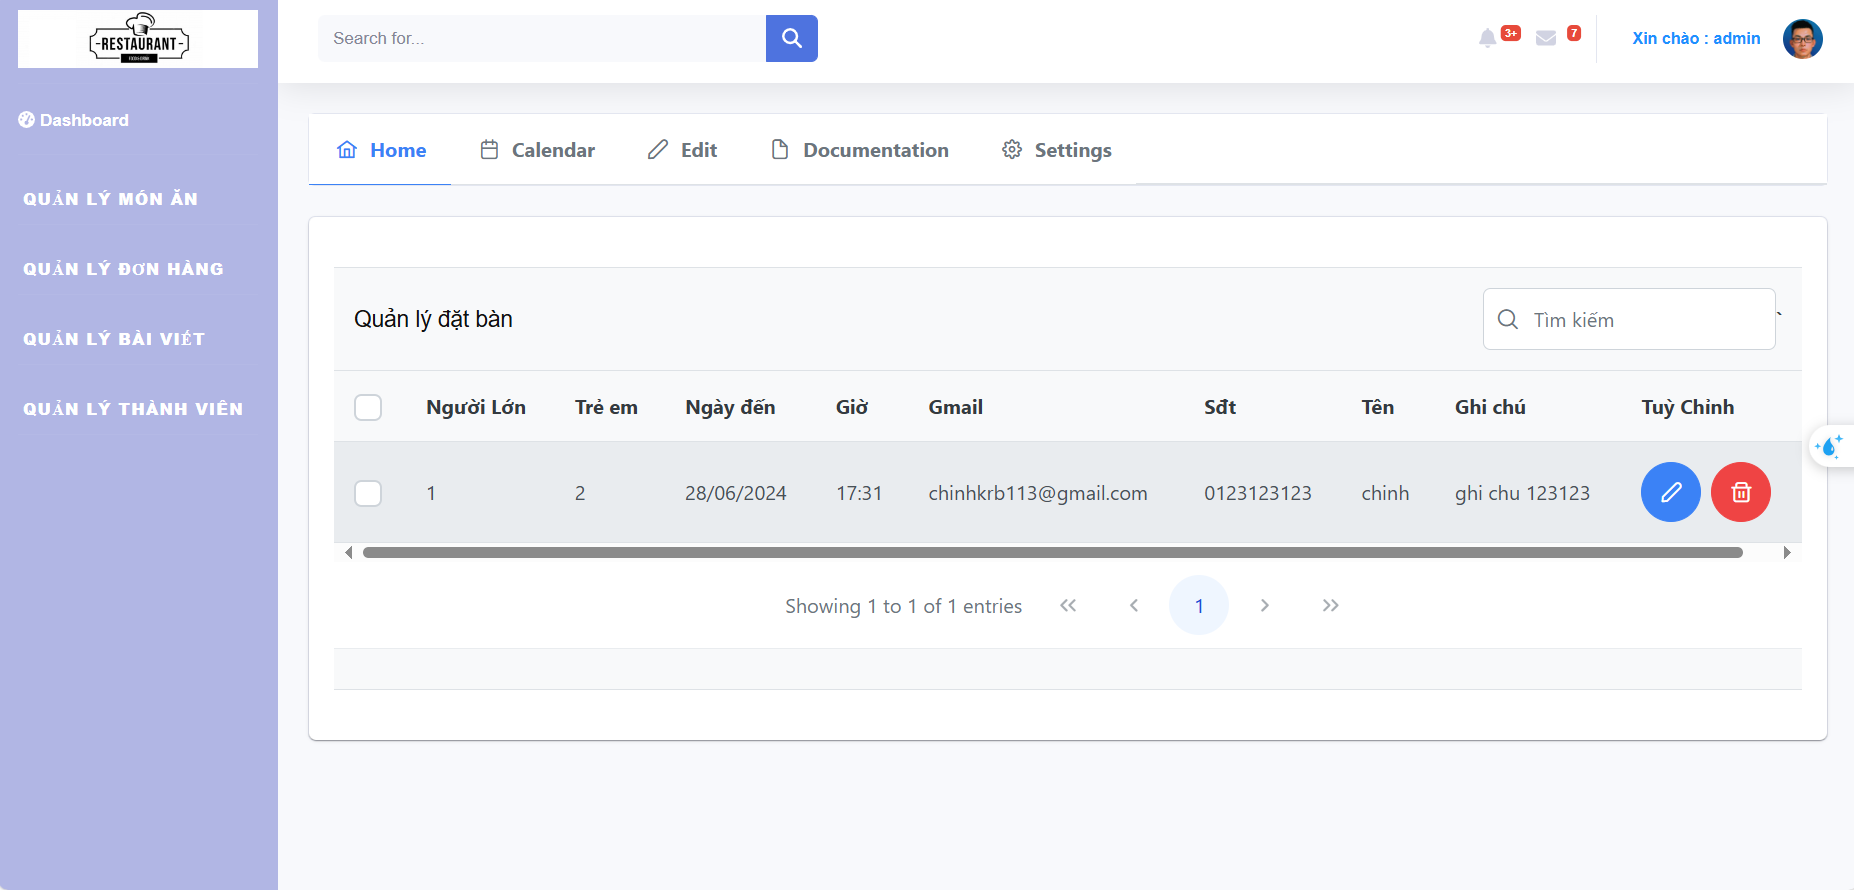 -RESTAURANT-
FOOD & DRINK
Search for...
3+
7
Xin chào : admin
Dashboard
QUẢN LÝ MÓN ĂN
QUẢN LÝ ĐƠN HÀNG
QUẢN LÝ BÀI VIẾT
QUẢN LÝ THÀNH VIÊN
Home
Calendar
Edit
Documentation
Settings
Quản lý đặt bàn
Tìm kiếm
`
Người Lớn Trẻ em Ngày đến Giờ Gmail Sđt Tên Ghi chú Tuỳ Chỉnh
1 2 28/06/2024 17:31 chinhkrb113@gmail.com 0123123123 chinh ghi chu 123123
Showing 1 to 1 of 1 entries
1